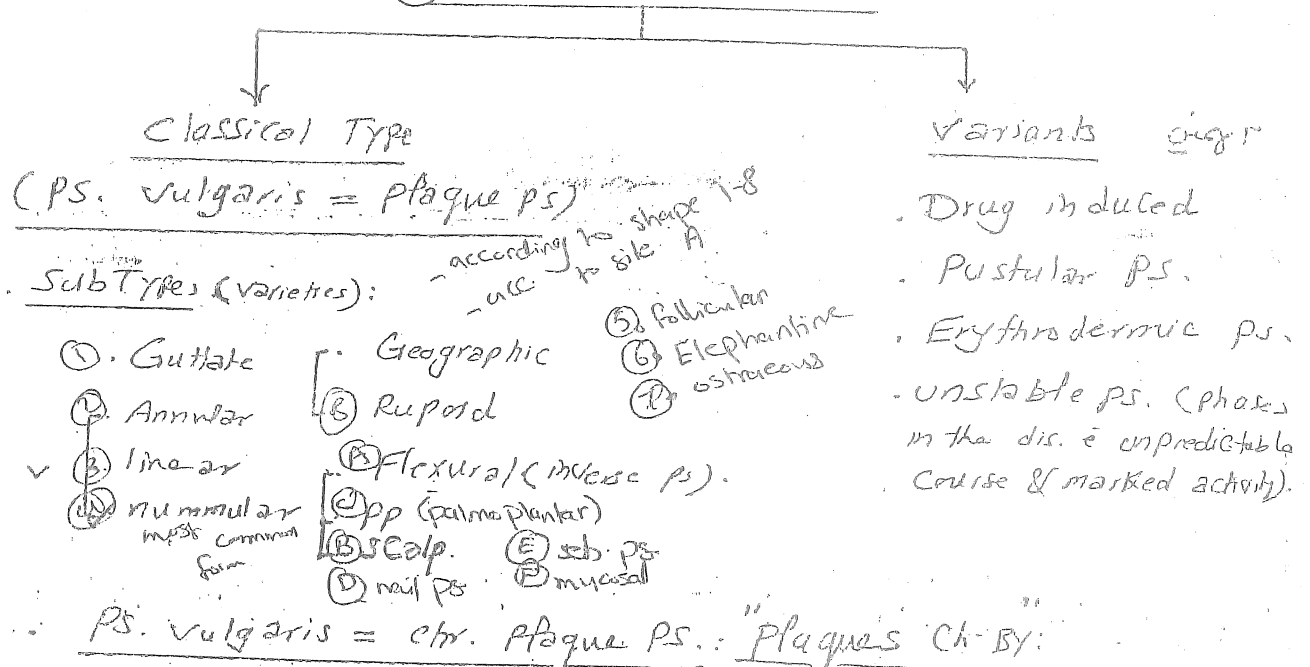 Classical Type
(PS. vulgaris = plaque ps)
- according to shape 1-8
- acc. to site A
. SubTypes (varieties):
①. Guttate
②. Annular
③. linear
④ nummular
most common form
. Geographic
⑧ Rupoid
⑤. follicular
⑥ Elephantine
⑦. ostraceous
Ⓐ Flexural (inverse ps).
Ⓒ pp (palmoplantar)
Ⓑ Scalp.
Ⓔ seb. ps.
Ⓓ nail ps
Ⓕ mucosal
Variants
. Drug induced
. Pustular PS.
. Erythrodermic ps.
- unstable ps. (phases
in the dis. ē unpredictable
Course & marked activity).
∴ PS. vulgaris = chr. Plaque PS.: "Plaques" Ch. By: